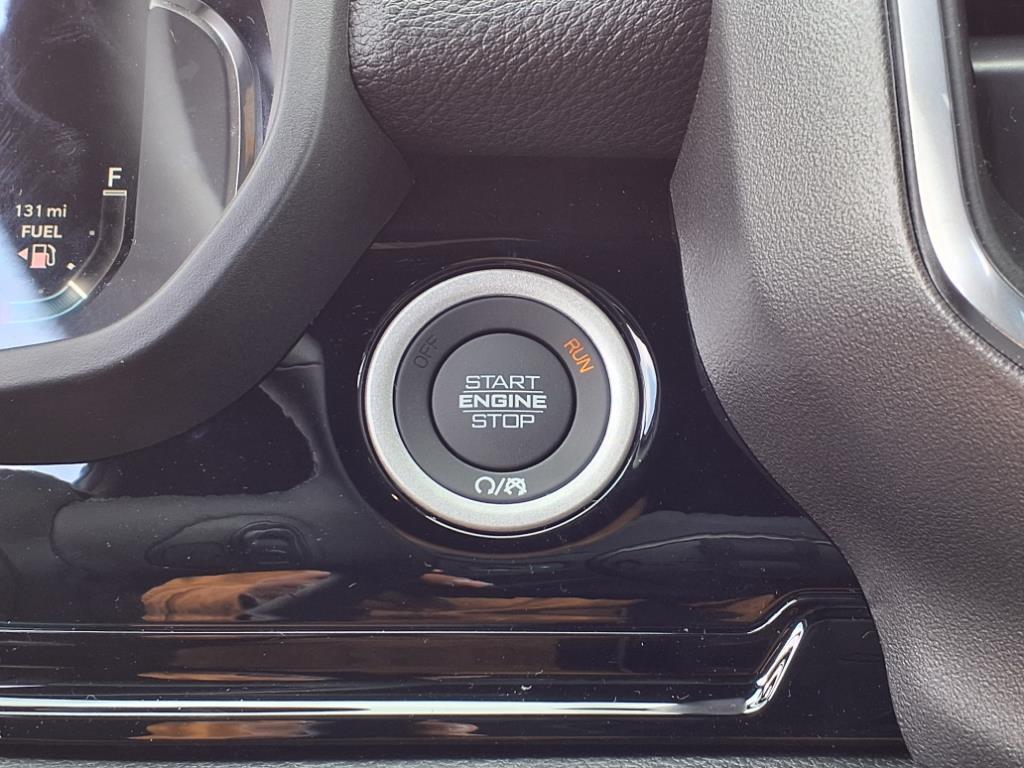 F
131 mi
FUEL
OFF
RUN
START
ENGINE
STOP